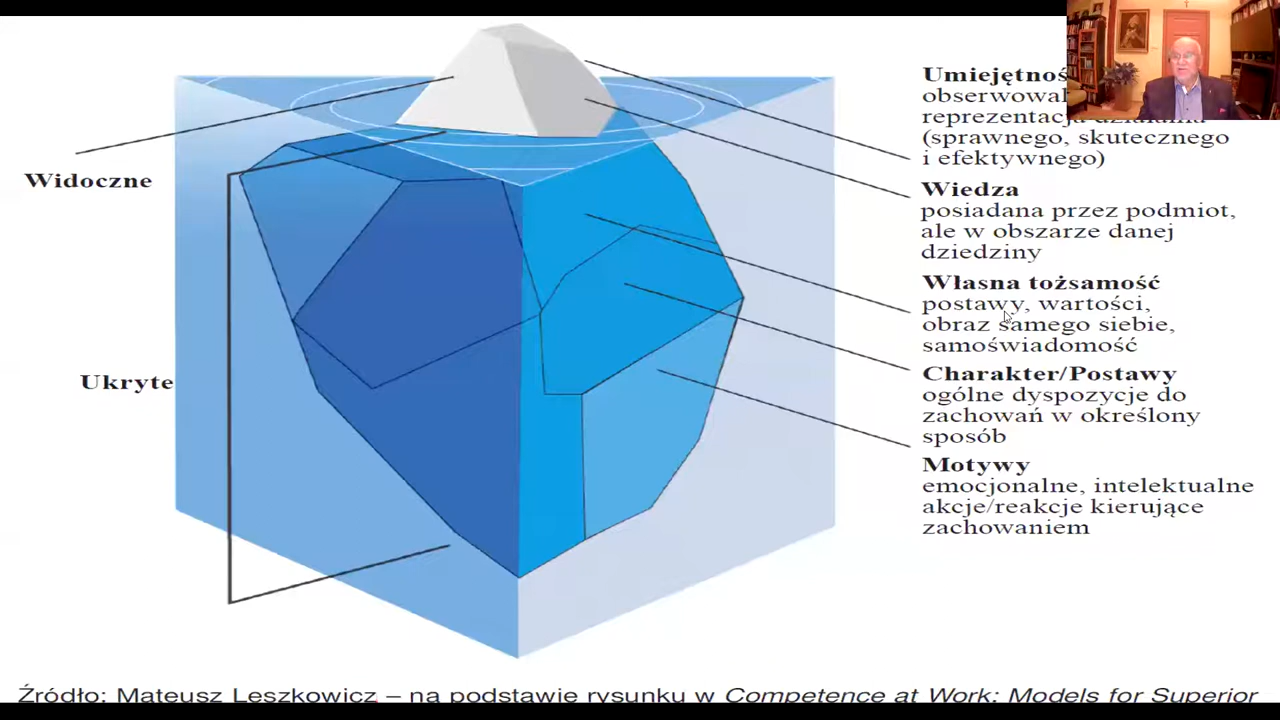 Widoczne
Ukryte
obserwowal
reprezentacja działania
(sprawnego, skutecznego
i efektywnego)
Wiedza
posiadana przez podmiot,
ale w obszarze danej
dziedziny
Własna tożsamość
postawy, wartości,
obraz samego siebie,
samoświadomość
Charakter/Postawy
ogólne dyspozycje do
zachowań w określony
sposób
Motywy
emocjonalne, intelektualne
akcje/reakcje kierujące
zachowaniem
Źródło: Mateusz Leszkowicz – na podstawie rysunku w Competence at Work: Models for Superior